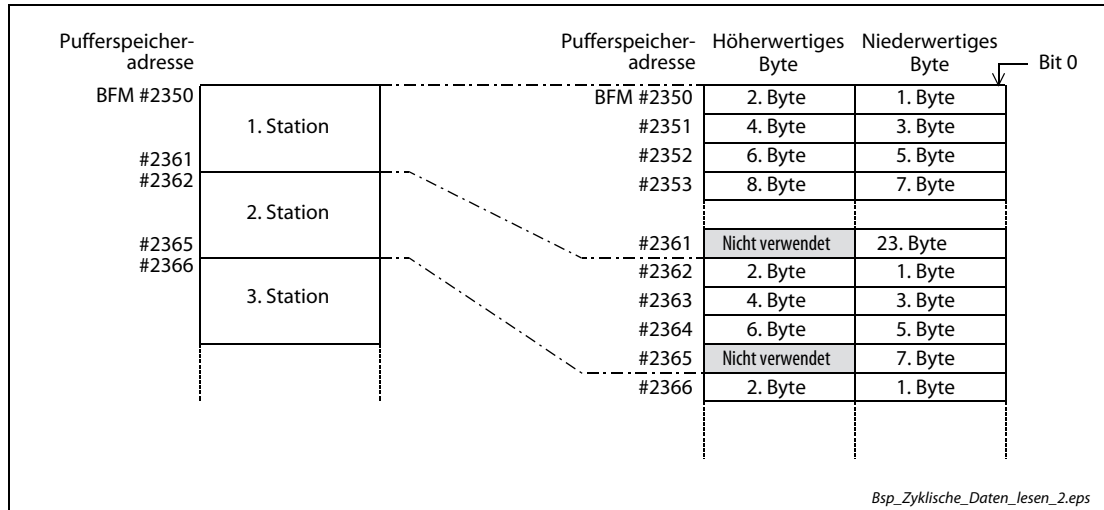 Pufferspeicher-
adresse
BFM #2350
1. Station
#2361
#2362
2. Station
#2365
#2366
3. Station
Pufferspeicher-
adresse
Höherwertiges
Byte
Niederwertiges
Byte
Bit 0
BFM #2350 2. Byte 1. Byte
#2351 4. Byte 3. Byte
#2352 6. Byte 5. Byte
#2353 8. Byte 7. Byte
#2361 Nicht verwendet 23. Byte
#2362 2. Byte 1. Byte
#2363 4. Byte 3. Byte
#2364 6. Byte 5. Byte
#2365 Nicht verwendet 7. Byte
#2366 2. Byte 1. Byte
Bsp_Zyklische_Daten_lesen_2.eps